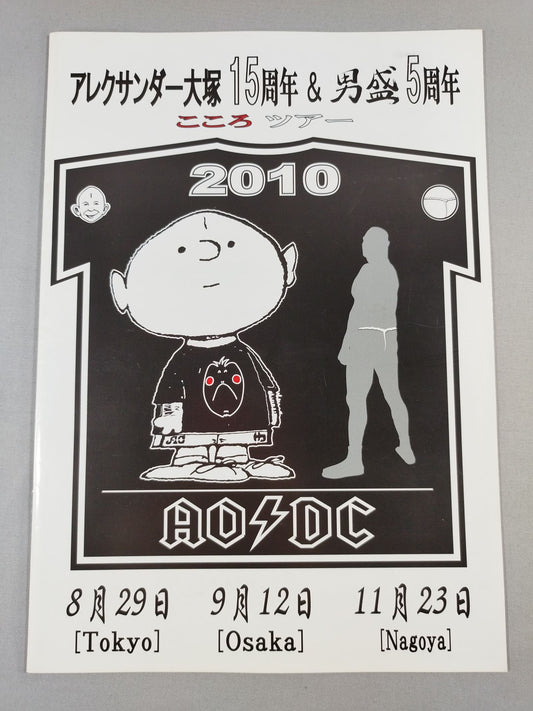 アレクサンダー大塚 15周年 & 男盛 5周年
こころ ツアー
2010
AO⚡DC
8月29日 9月12日 11月23日
[Tokyo] [Osaka] [Nagoya]